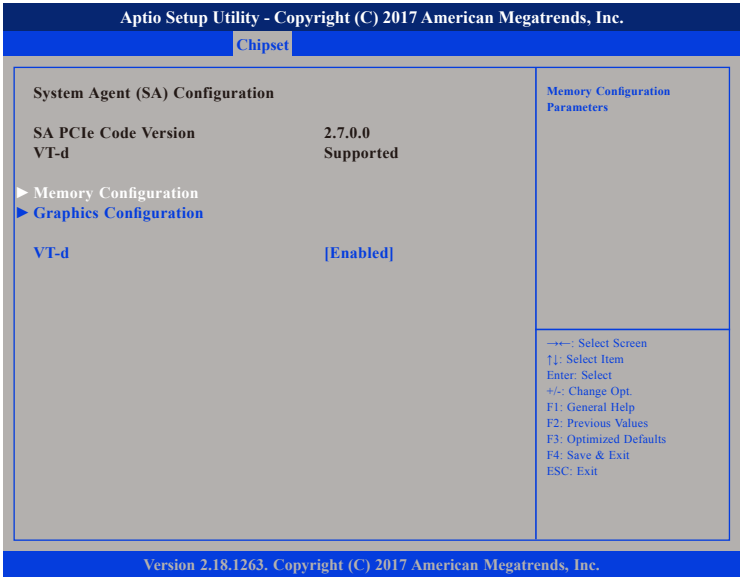 Aptio Setup Utility - Copyright (C) 2017 American Megatrends, Inc.
Chipset
System Agent (SA) Configuration
SA PCIe Code Version 2.7.0.0
VT-d Supported
► Memory Configuration
► Graphics Configuration
VT-d [Enabled]
Memory Configuration
Parameters
→←: Select Screen
↑↓: Select Item
Enter: Select
+/-: Change Opt.
F1: General Help
F2: Previous Values
F3: Optimized Defaults
F4: Save & Exit
ESC: Exit
Version 2.18.1263. Copyright (C) 2017 American Megatrends, Inc.